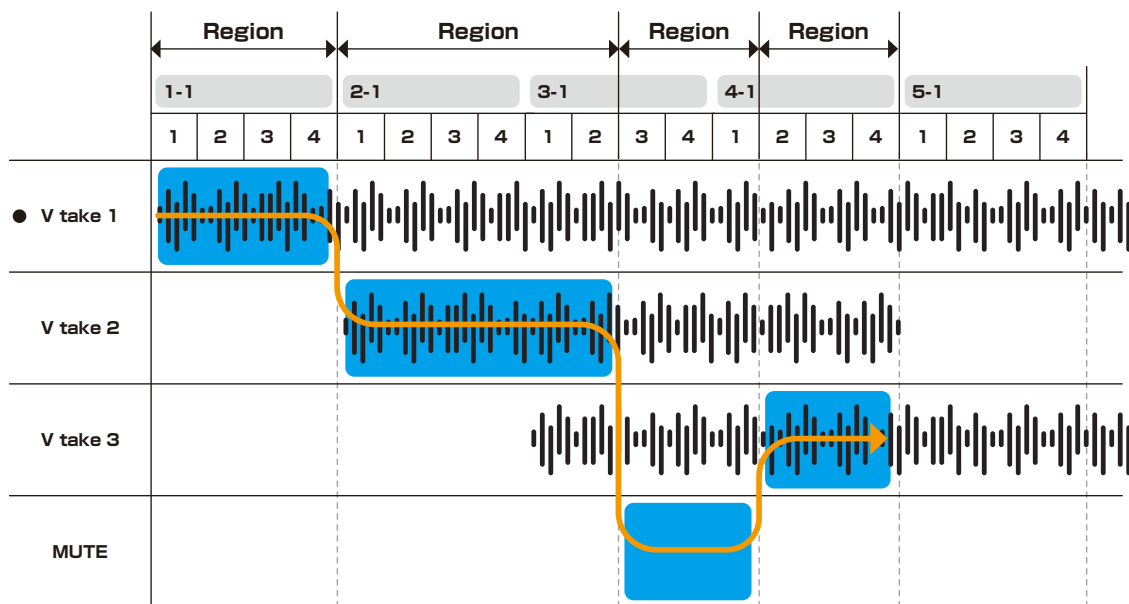 Region Region Region Region
1-1 2-1 3-1 4-1 5-1
1 2 3 4 1 2 3 4 1 2 3 4 1 2 3 4 1 2 3 4
● V take 1
V take 2
V take 3
MUTE